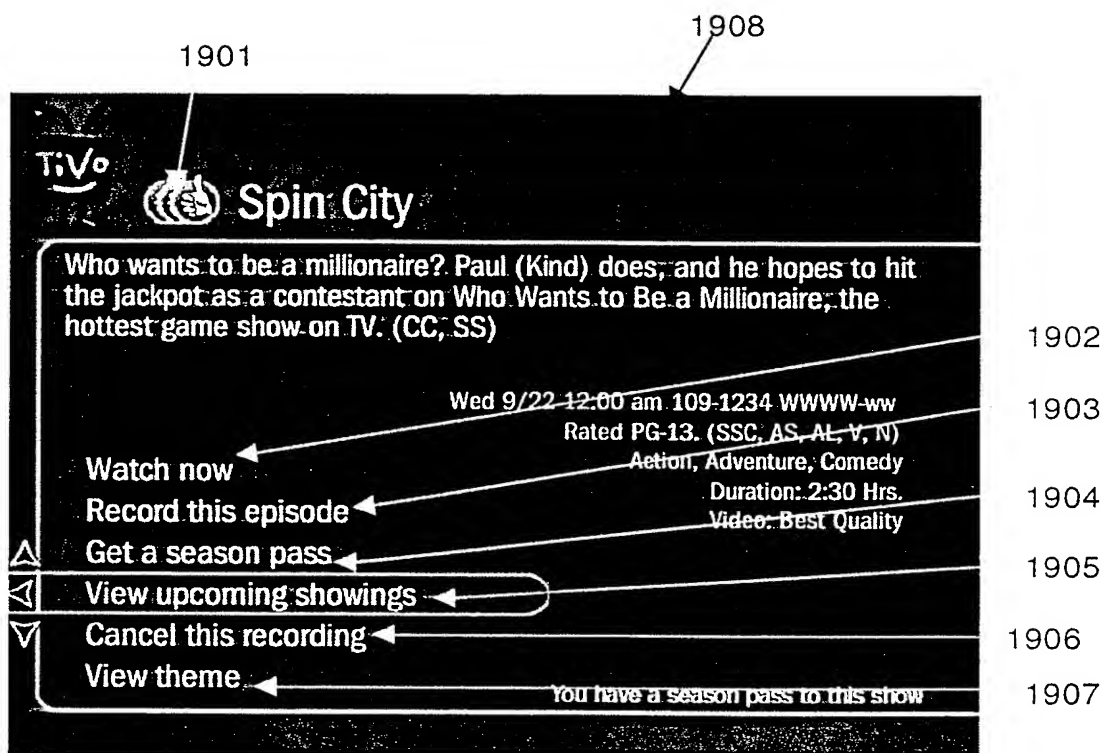 1908
1901
TiVo
Spin City
Who wants to be a millionaire? Paul (Kind) does, and he hopes to hit
the jackpot as a contestant on Who Wants to Be a Millionaire, the
hottest game show on TV. (CC, SS)
1902
Wed 9/22 12:00 am 109-1234 WWWW-ww
1903
Rated PG-13. (SSC, AS, AL, V, N)
Watch now
Action, Adventure, Comedy
Duration: 2:30 Hrs.
1904
Record this episode
Video: Best Quality
Get a season pass
1905
View upcoming showings
Cancel this recording
1906
View theme
You have a season pass to this show
1907